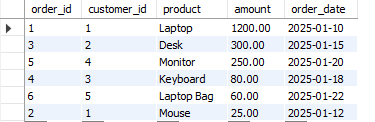 order_id customer_id product amount order_date
1 1 Laptop 1200.00 2025-01-10
3 2 Desk 300.00 2025-01-15
5 4 Monitor 250.00 2025-01-20
4 3 Keyboard 80.00 2025-01-18
6 5 Laptop Bag 60.00 2025-01-22
2 1 Mouse 25.00 2025-01-12